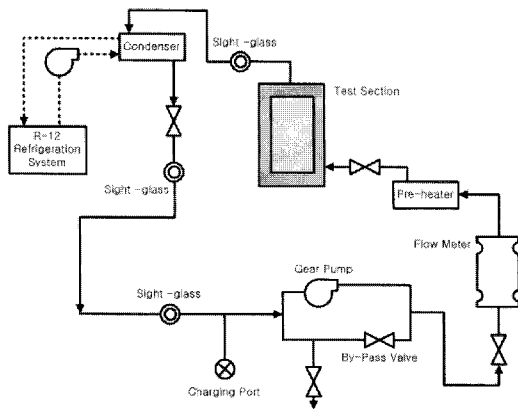 Condenser
Sight -glass
Test Section
R-12
Refrigeration
System
Sight -glass
Pre-heater
Flow Meter
Gear Pump
Sight -glass
By-Pass Valve
Charging Port